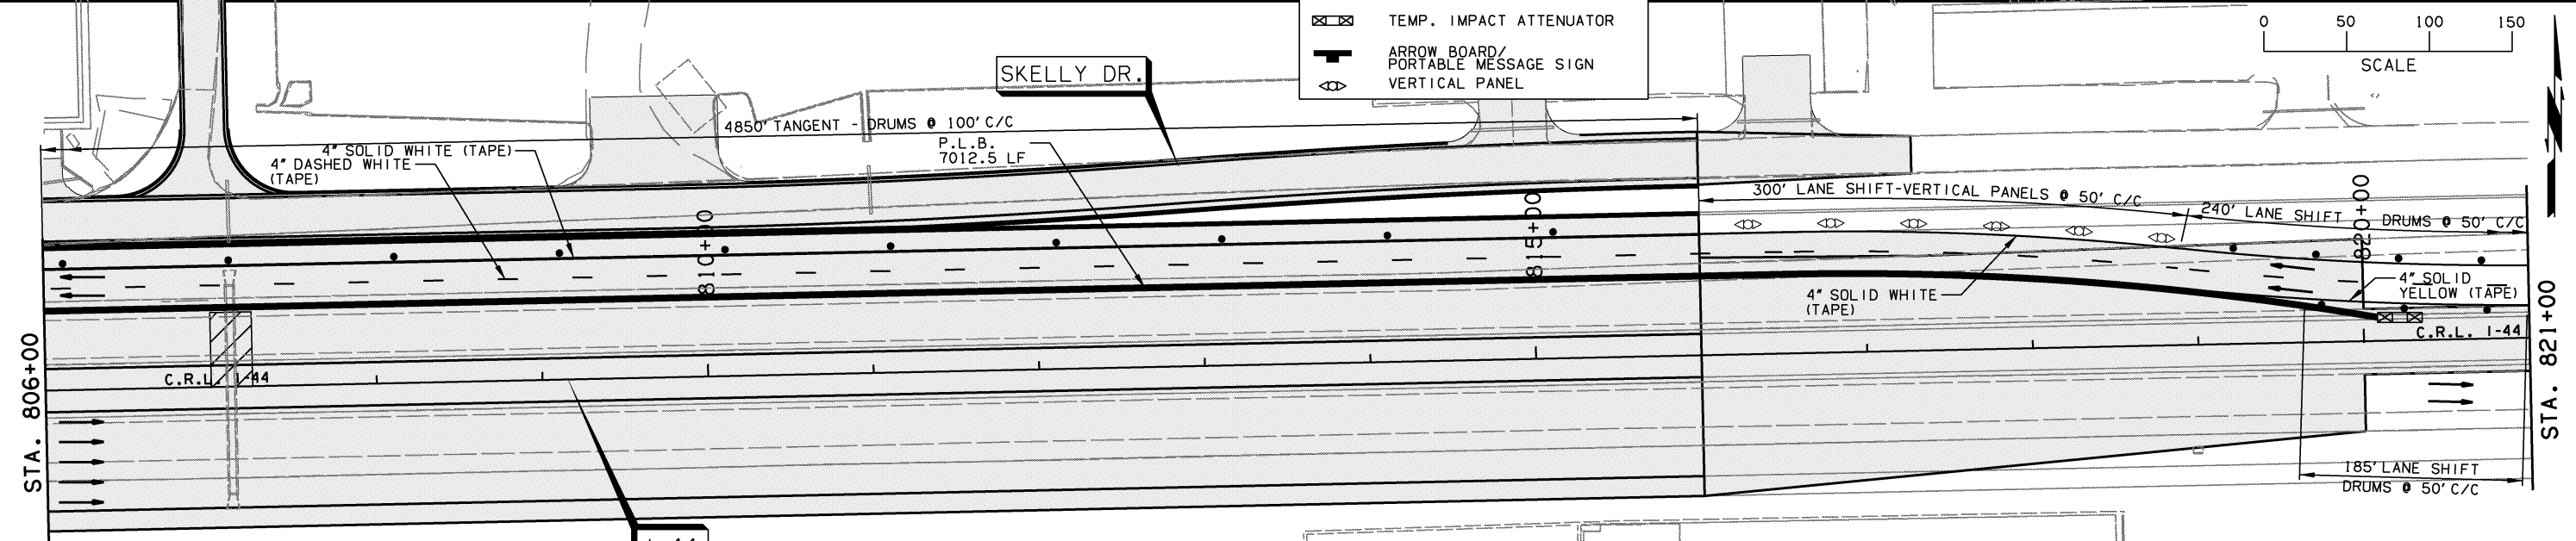 TEMP. IMPACT ATTENUATOR
ARROW BOARD/
PORTABLE MESSAGE SIGN
VERTICAL PANEL
0 50 100 150
SCALE
SKELLY DR.
4850' TANGENT - DRUMS @ 100' C/C
4" SOLID WHITE (TAPE)
4" DASHED WHITE
(TAPE)
P.L.B.
7012.5 LF
300' LANE SHIFT-VERTICAL PANELS @ 50' C/C
240' LANE SHIFT
DRUMS @ 50' C/C
810+00
815+00
820+00
4" SOLID WHITE
(TAPE)
4" SOLID
YELLOW (TAPE)
C.R.L. I-44
C.R.L. I-44
STA. 806+00
STA. 821+00
185' LANE SHIFT
DRUMS @ 50' C/C